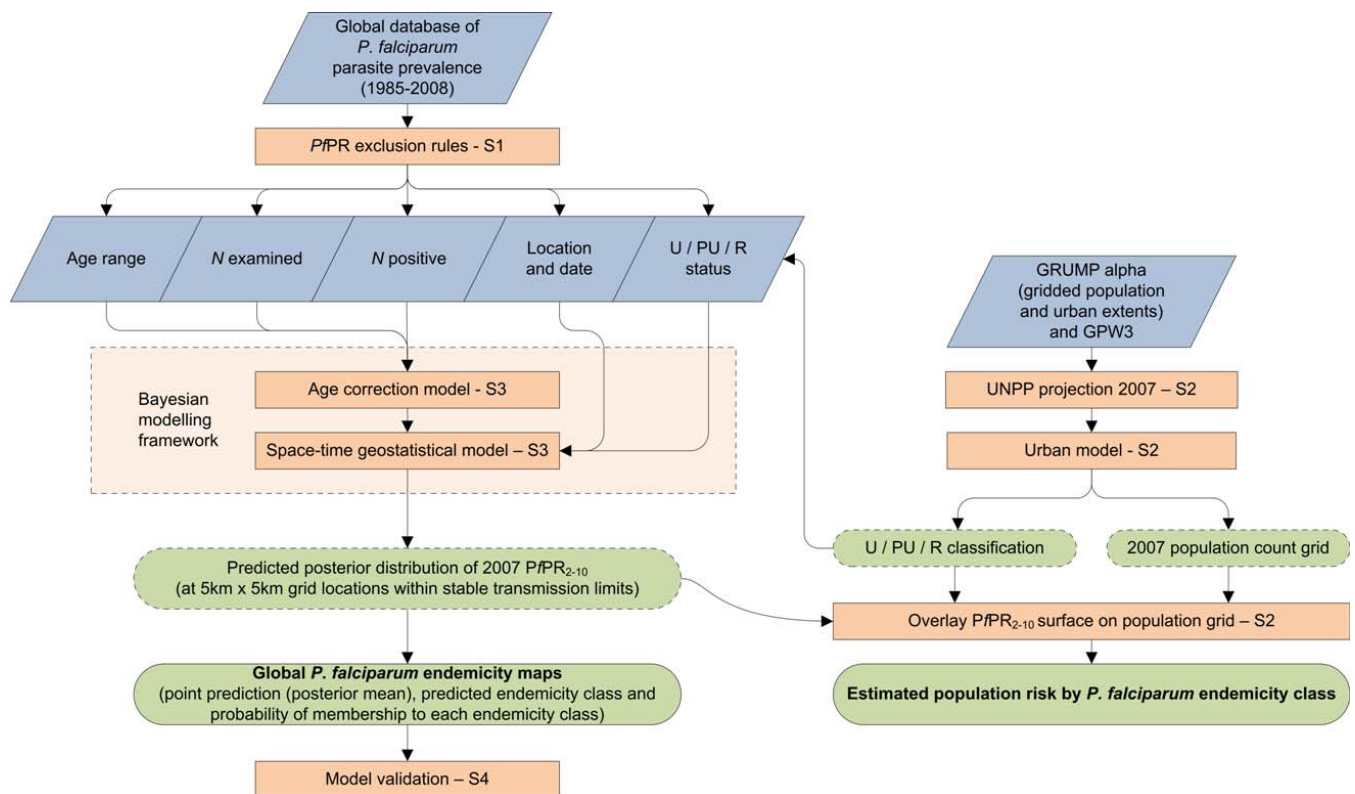 Global database of
P. falciparum
parasite prevalence
(1985-2008)
PfPR exclusion rules - S1
Age range
N examined
N positive
Location
and date
U / PU / R
status
GRUMP alpha
(gridded population
and urban extents)
and GPW3
Bayesian
modelling
framework
Age correction model - S3
Space-time geostatistical model – S3
UNPP projection 2007 – S2
Urban model - S2
U / PU / R classification
2007 population count grid
Predicted posterior distribution of 2007 PfPR2-10
(at 5km x 5km grid locations within stable transmission limits)
Overlay PfPR2-10 surface on population grid – S2
Global P. falciparum endemicity maps
(point prediction (posterior mean), predicted endemicity class and
probability of membership to each endemicity class)
Estimated population risk by P. falciparum endemicity class
Model validation – S4